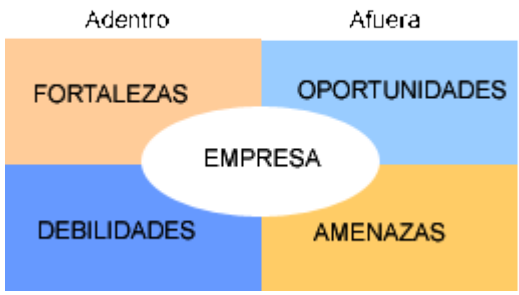 Adentro Afuera
FORTALEZAS OPORTUNIDADES
EMPRESA
DEBILIDADES AMENAZAS